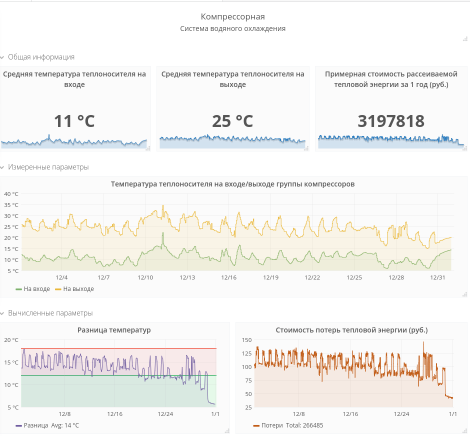 Компрессорная
Система водяного охлаждения
Общая информация
Средняя температура теплоносителя на входе
Средняя температура теплоносителя на выходе
Примерная стоимость рассеиваемой тепловой энергии за 1 год (руб.)
11 °C
25 °C
3197818
Измеренные параметры
Температура теплоносителя на входе/выходе группы компрессоров
40 °C
35 °C
30 °C
25 °C
20 °C
15 °C
10 °C
5 °C
12/4 12/7 12/10 12/13 12/16 12/19 12/22 12/25 12/28 12/31
На входе На выходе
Вычисленные параметры
Разница температур
20 °C
15 °C
10 °C
5 °C
12/8 12/16 12/24 1/1
Разница Avg: 14 °C
Стоимость потерь тепловой энергии (руб.)
150
125
100
75
50
25
12/8 12/16 12/24 1/1
Потери Total: 266485